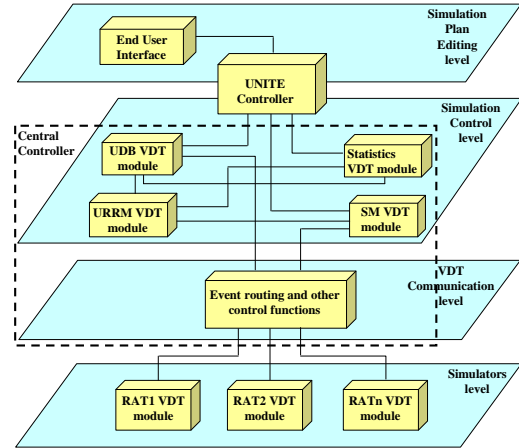 Simulation
Plan
Editing
level
End User
Interface
UNITE
Controller
Simulation
Control
level
Central
Controller
UDB VDT
module
Statistics
VDT module
URRM VDT
module
SM VDT
module
VDT
Communication
level
Event routing and other
control functions
Simulators
level
RAT1 VDT
module
RAT2 VDT
module
RATn VDT
module